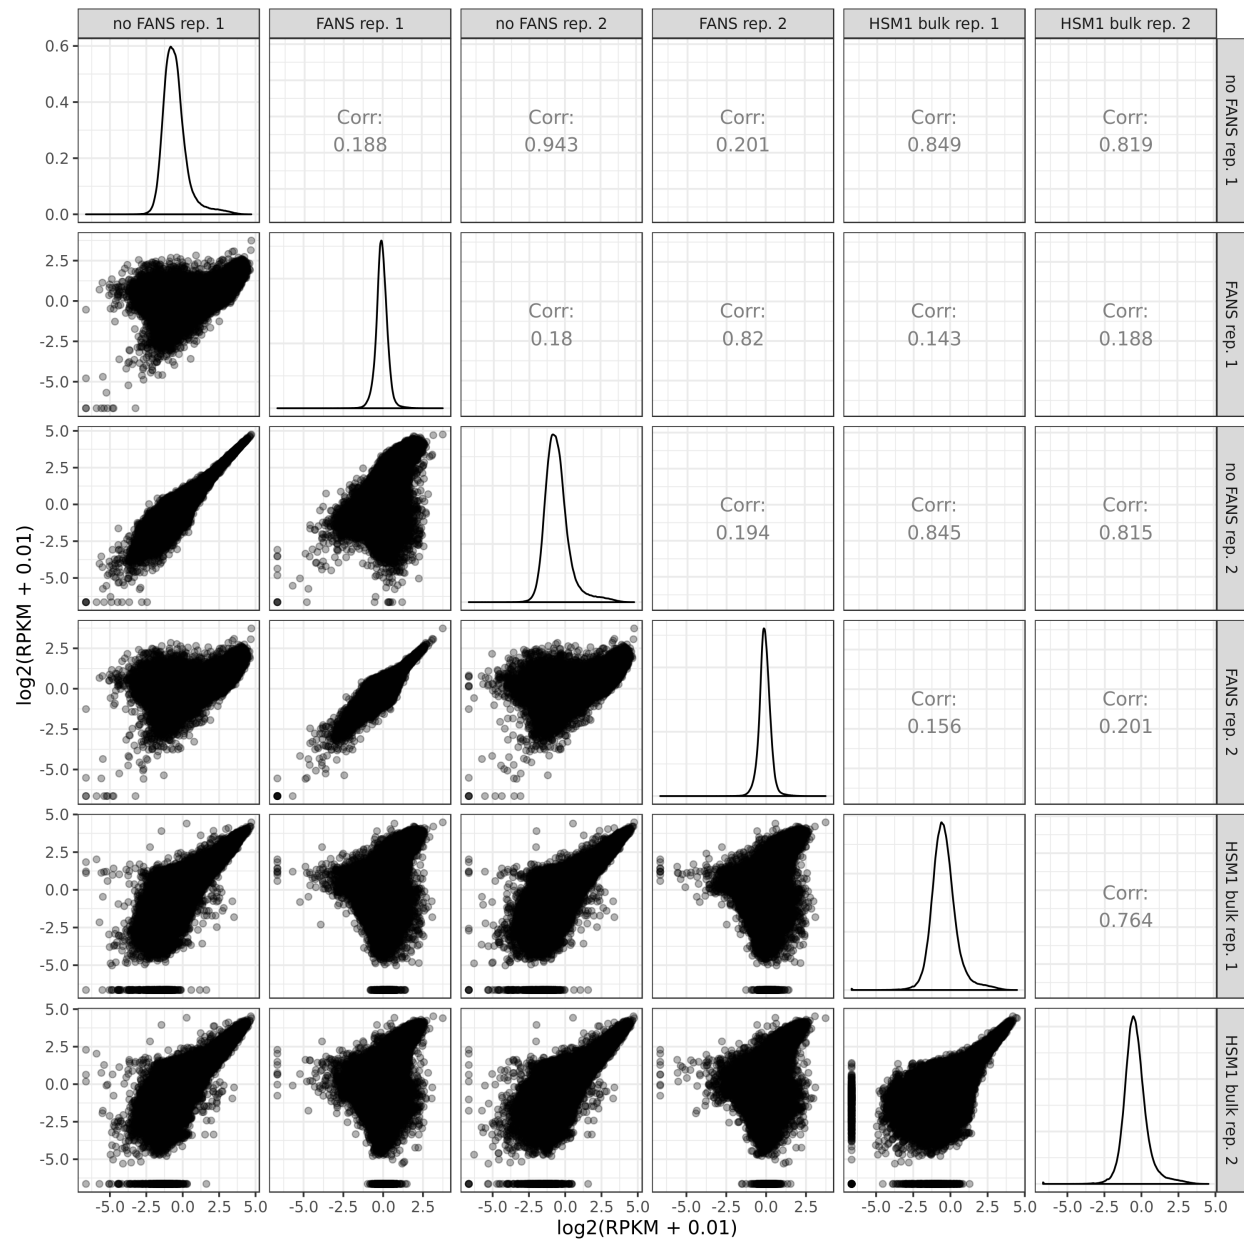 no FANS rep. 1 FANS rep. 1 no FANS rep. 2 FANS rep. 2 HSM1 bulk rep. 1 HSM1 bulk rep. 2
0.6
0.4
0.2
0.0
Corr:
0.188
Corr:
0.943
Corr:
0.201
Corr:
0.849
Corr:
0.819
no FANS rep. 1
2.5
0.0
-2.5
-5.0
Corr:
0.18
Corr:
0.82
Corr:
0.143
Corr:
0.188
FANS rep. 1
5.0
2.5
0.0
-2.5
-5.0
Corr:
0.194
Corr:
0.845
Corr:
0.815
no FANS rep. 2
log2(RPKM + 0.01)
2.5
0.0
-2.5
-5.0
Corr:
0.156
Corr:
0.201
FANS rep. 2
5.0
2.5
0.0
-2.5
-5.0
Corr:
0.764
HSM1 bulk rep. 1
5.0
2.5
0.0
-2.5
-5.0
HSM1 bulk rep. 2
-5.0 -2.5 0.0 2.5 5.0 -5.0 -2.5 0.0 2.5 -5.0 -2.5 0.0 2.5 5.0 -5.0 -2.5 0.0 2.5 -5.0 -2.5 0.0 2.5 5.0 -5.0 -2.5 0.0 2.5 5.0
log2(RPKM + 0.01)